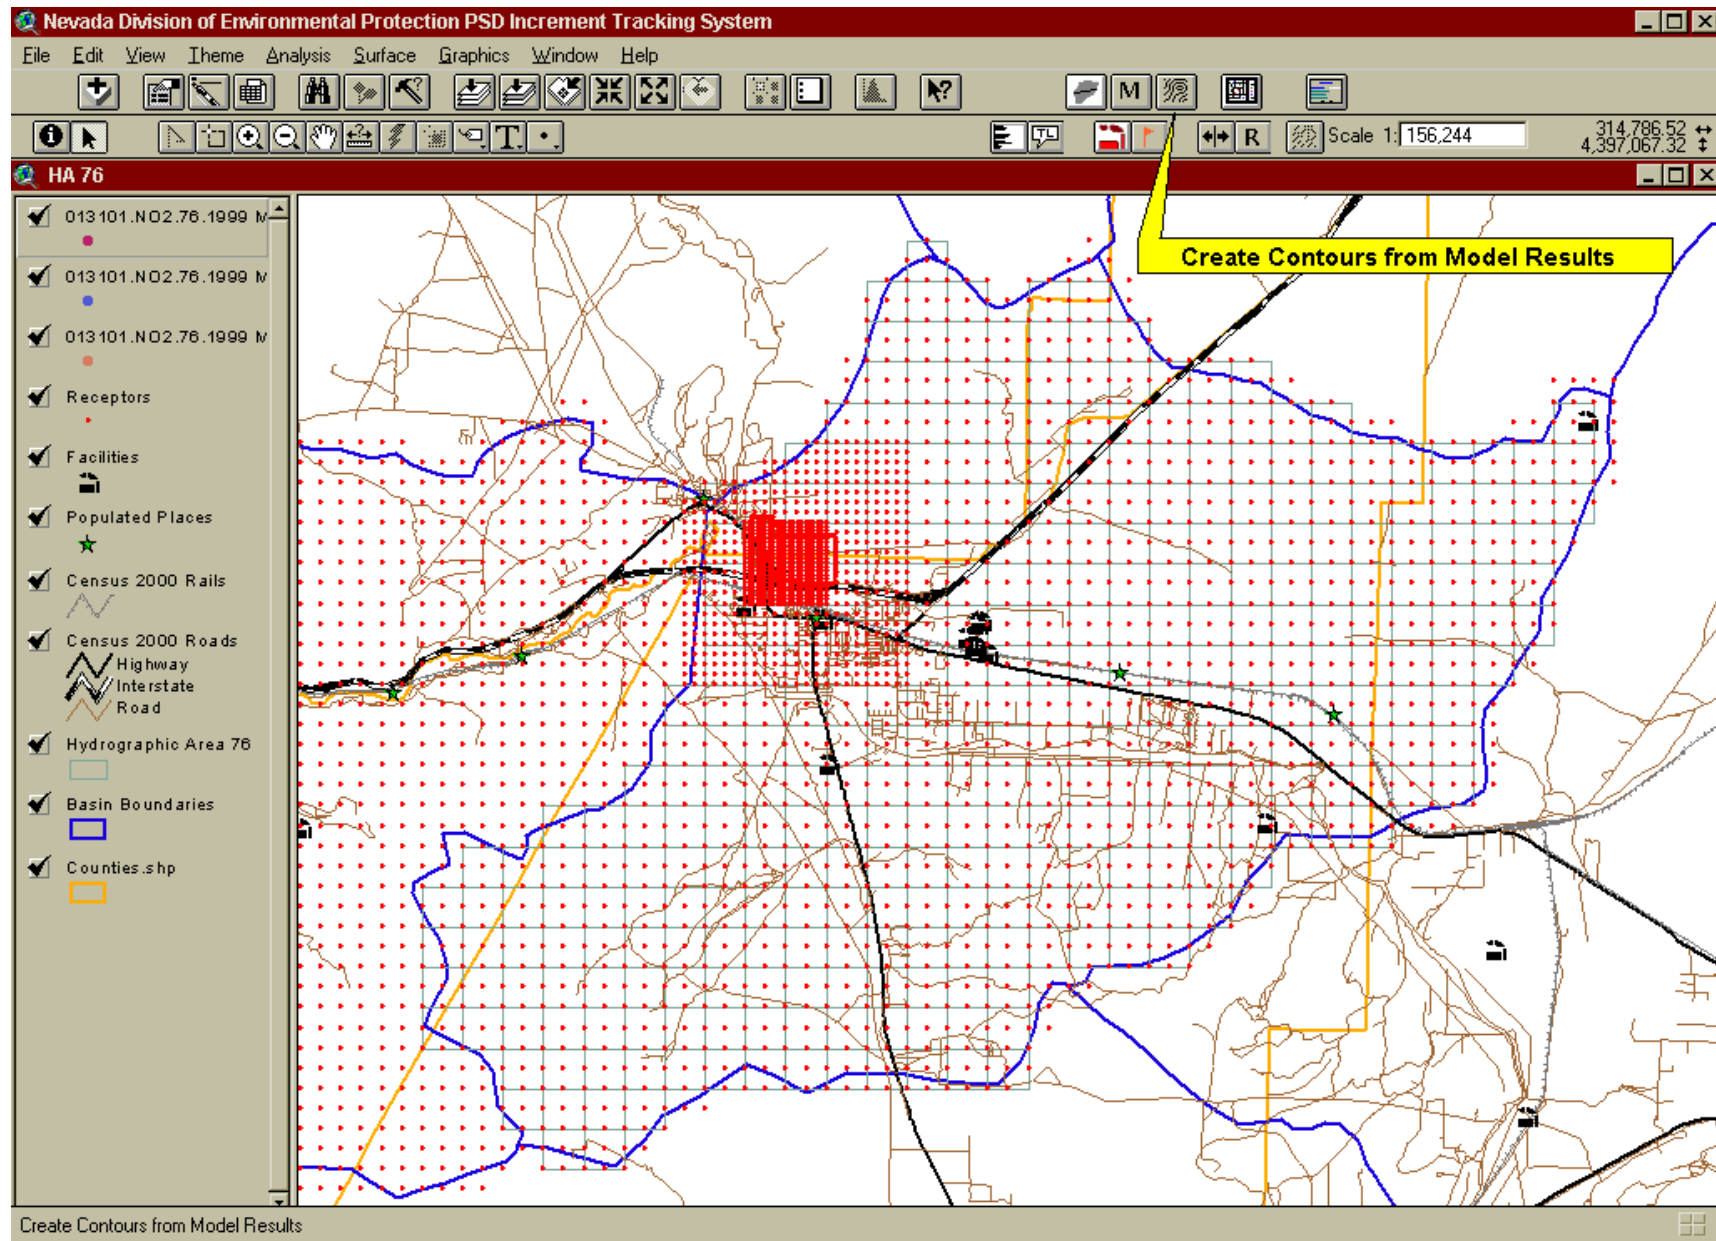 Nevada Division of Environmental Protection PSD Increment Tracking System
File Edit View Theme Analysis Surface Graphics Window Help
M
T
TL
R
Scale 1: 156,244
314,786.52
4,397,067.32
HA 76
013101.NO2.76.1999 M
013101.NO2.76.1999 M
013101.NO2.76.1999 M
Receptors
Facilities
Populated Places
Census 2000 Rails
Census 2000 Roads
Highway
Interstate
Road
Hydrographic Area 76
Basin Boundaries
Counties.shp
Create Contours from Model Results
Create Contours from Model Results